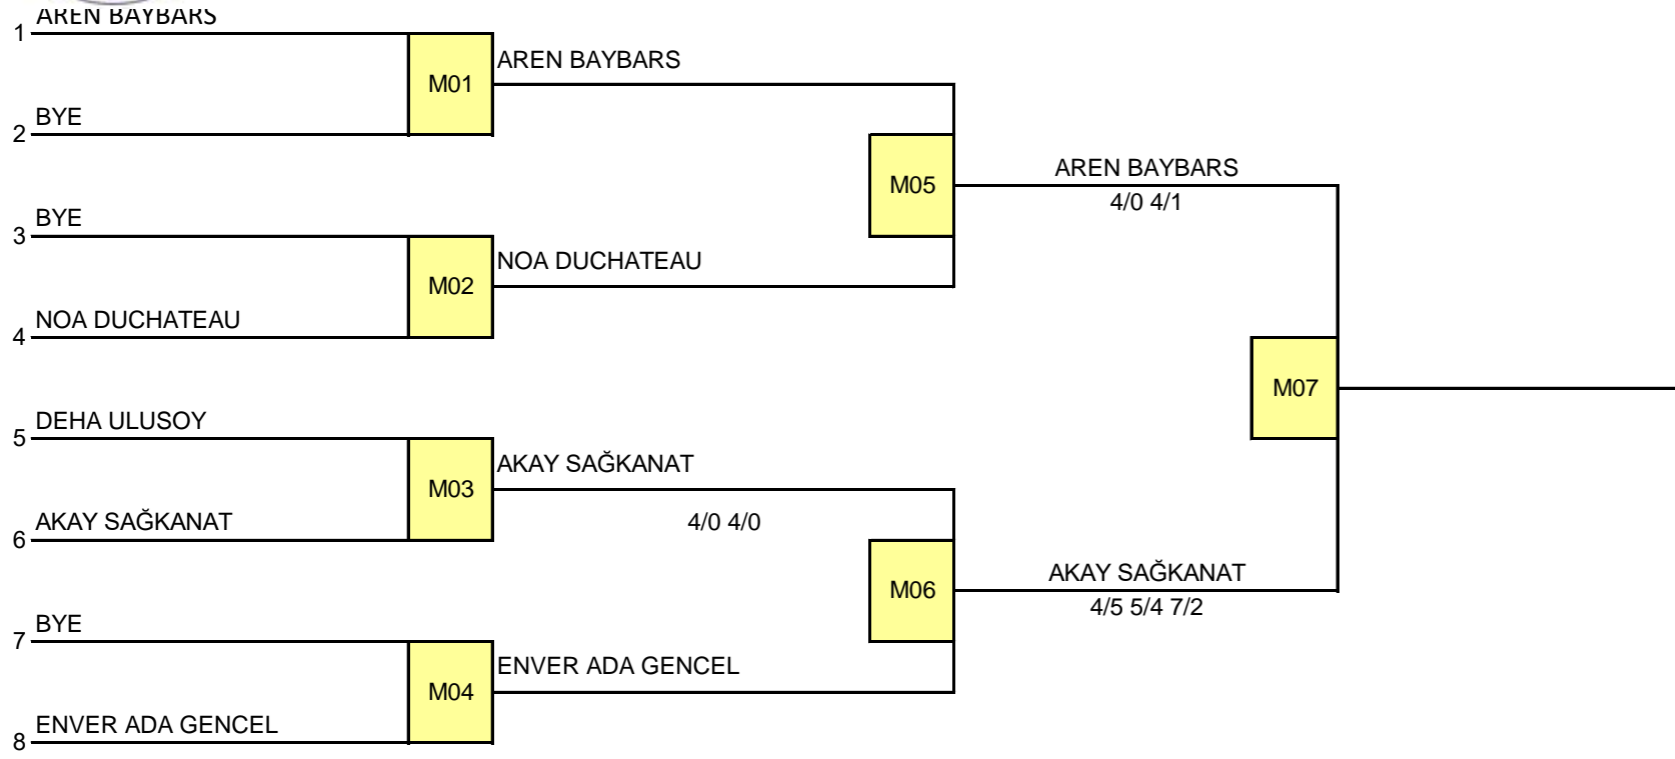 AREN BAYBARS
1
AREN BAYBARS
M01
BYE
2
AREN BAYBARS
M05
4/0 4/1
BYE
3
NOA DUCHATEAU
M02
NOA DUCHATEAU
4
M07
DEHA ULUSOY
5
AKAY SAĞKANAT
M03
4/0 4/0
AKAY SAĞKANAT
6
AKAY SAĞKANAT
M06
4/5 5/4 7/2
BYE
7
ENVER ADA GENCEL
M04
ENVER ADA GENCEL
8